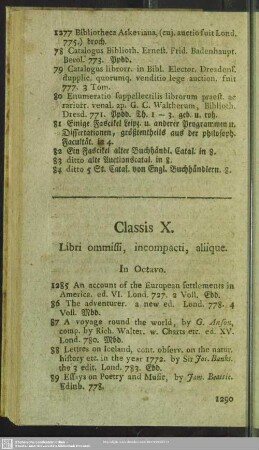 1277 Bibliotheca Askeviana, (cu). auctio fuit Lond.
775.) broch.
78 Catalogus Biblioth. Ernest. Frid. Badenhaupt.
Berol. 773. Ppbd.
79 Catalogus librorr. in Bibl. Elector. Dresdens.
dupplic. quorumq. venditio lege auction. fuit
777. 3 Tom.
80 Enumeratio suppellectilis librorum praest. ac
rariorr. venal. ap. G. C. Waltherum, Biblioth.
Dresd. 771. Ppbd. Th. 1 — 3. geb. u. roh.
81 Einige Fascikel Leipz. u. andere Programmen u.
Dissertationen, größtentheils aus der philosoph.
Facultät. in 4.
82 Ein Fascikel alter Buchhändl. Catal. in 8.
83 ditto alte Auctionscatal. in 8.
84 ditto 5 St. Catal. von Engl. Buchhändlern. 8.
Classis X.
Libri ommissi, incompacti, aliique.
In Octavo.
1285 An account of the European settlements in
America. ed. VI. Lond. 727. 2 Voll. Ebd.
86 The adventurer. a new ed. Lond. 778. 4
Voll. Mbd.
87 A voyage round the world, by G. Anson,
comp. by Rich. Walter. w. Charts etc. ed. XV.
Lond. 780. Mbd.
88 Lettres on Iceland, cont. observ. on the natur.
history etc. in the year 1772. by Sir Jos. Banks.
the 2 edit. Lond. 783. Ebd.
89 Essays on Poetry and Music, by Jam. Beattie.
Edinb. 778.
1290